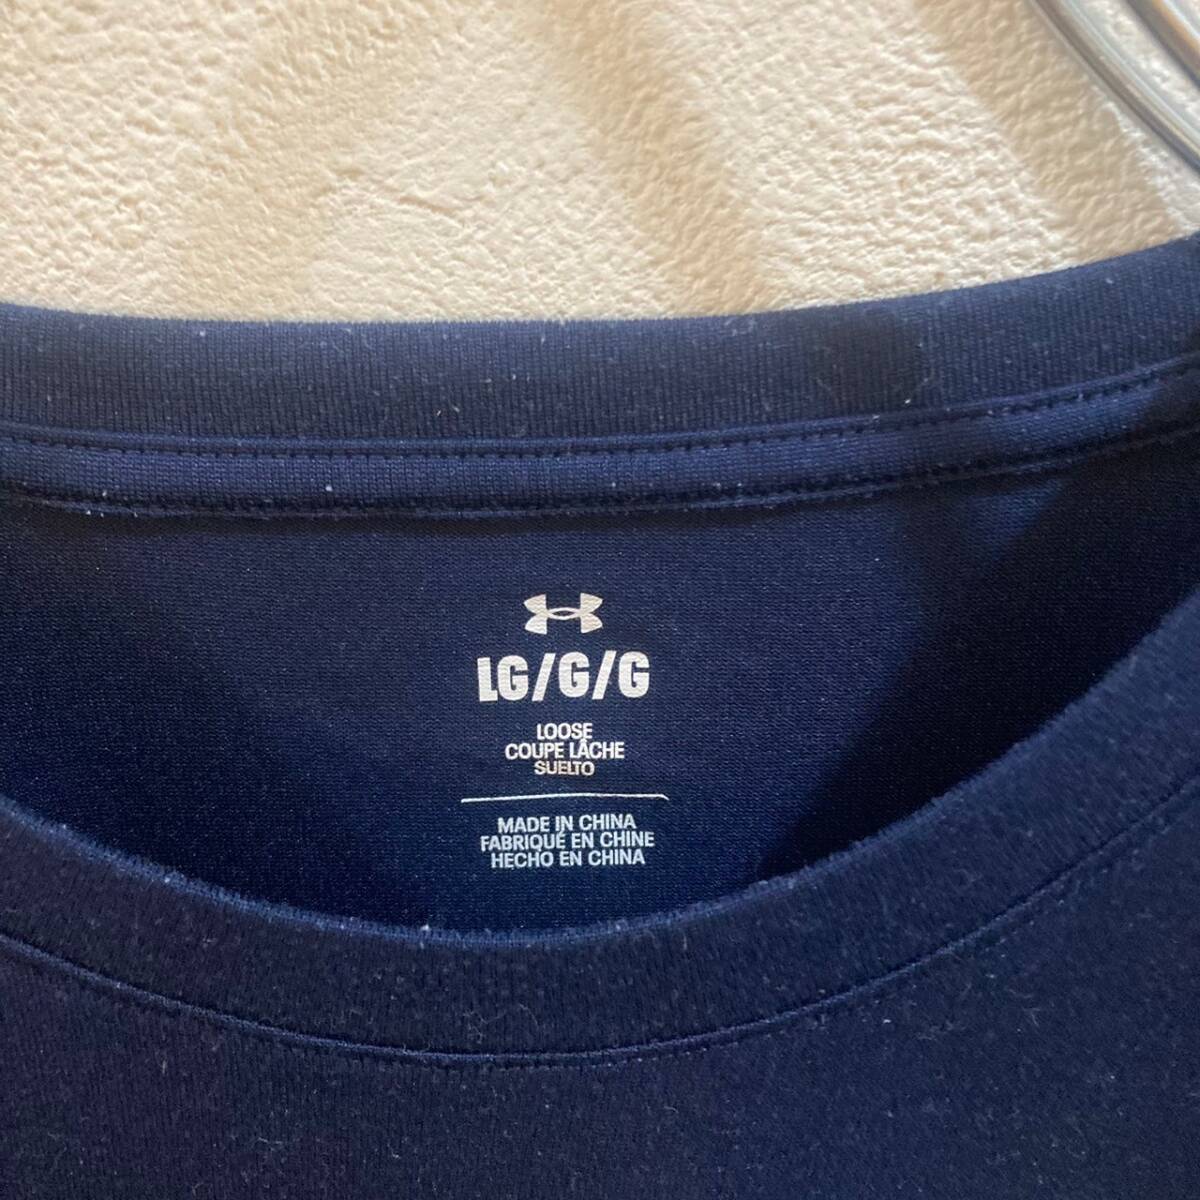 LG/G/G
LOOSE
COUPE LÂCHE
SUELTO
MADE IN CHINA
FABRIQUÉ EN CHINE
HECHO EN CHINA